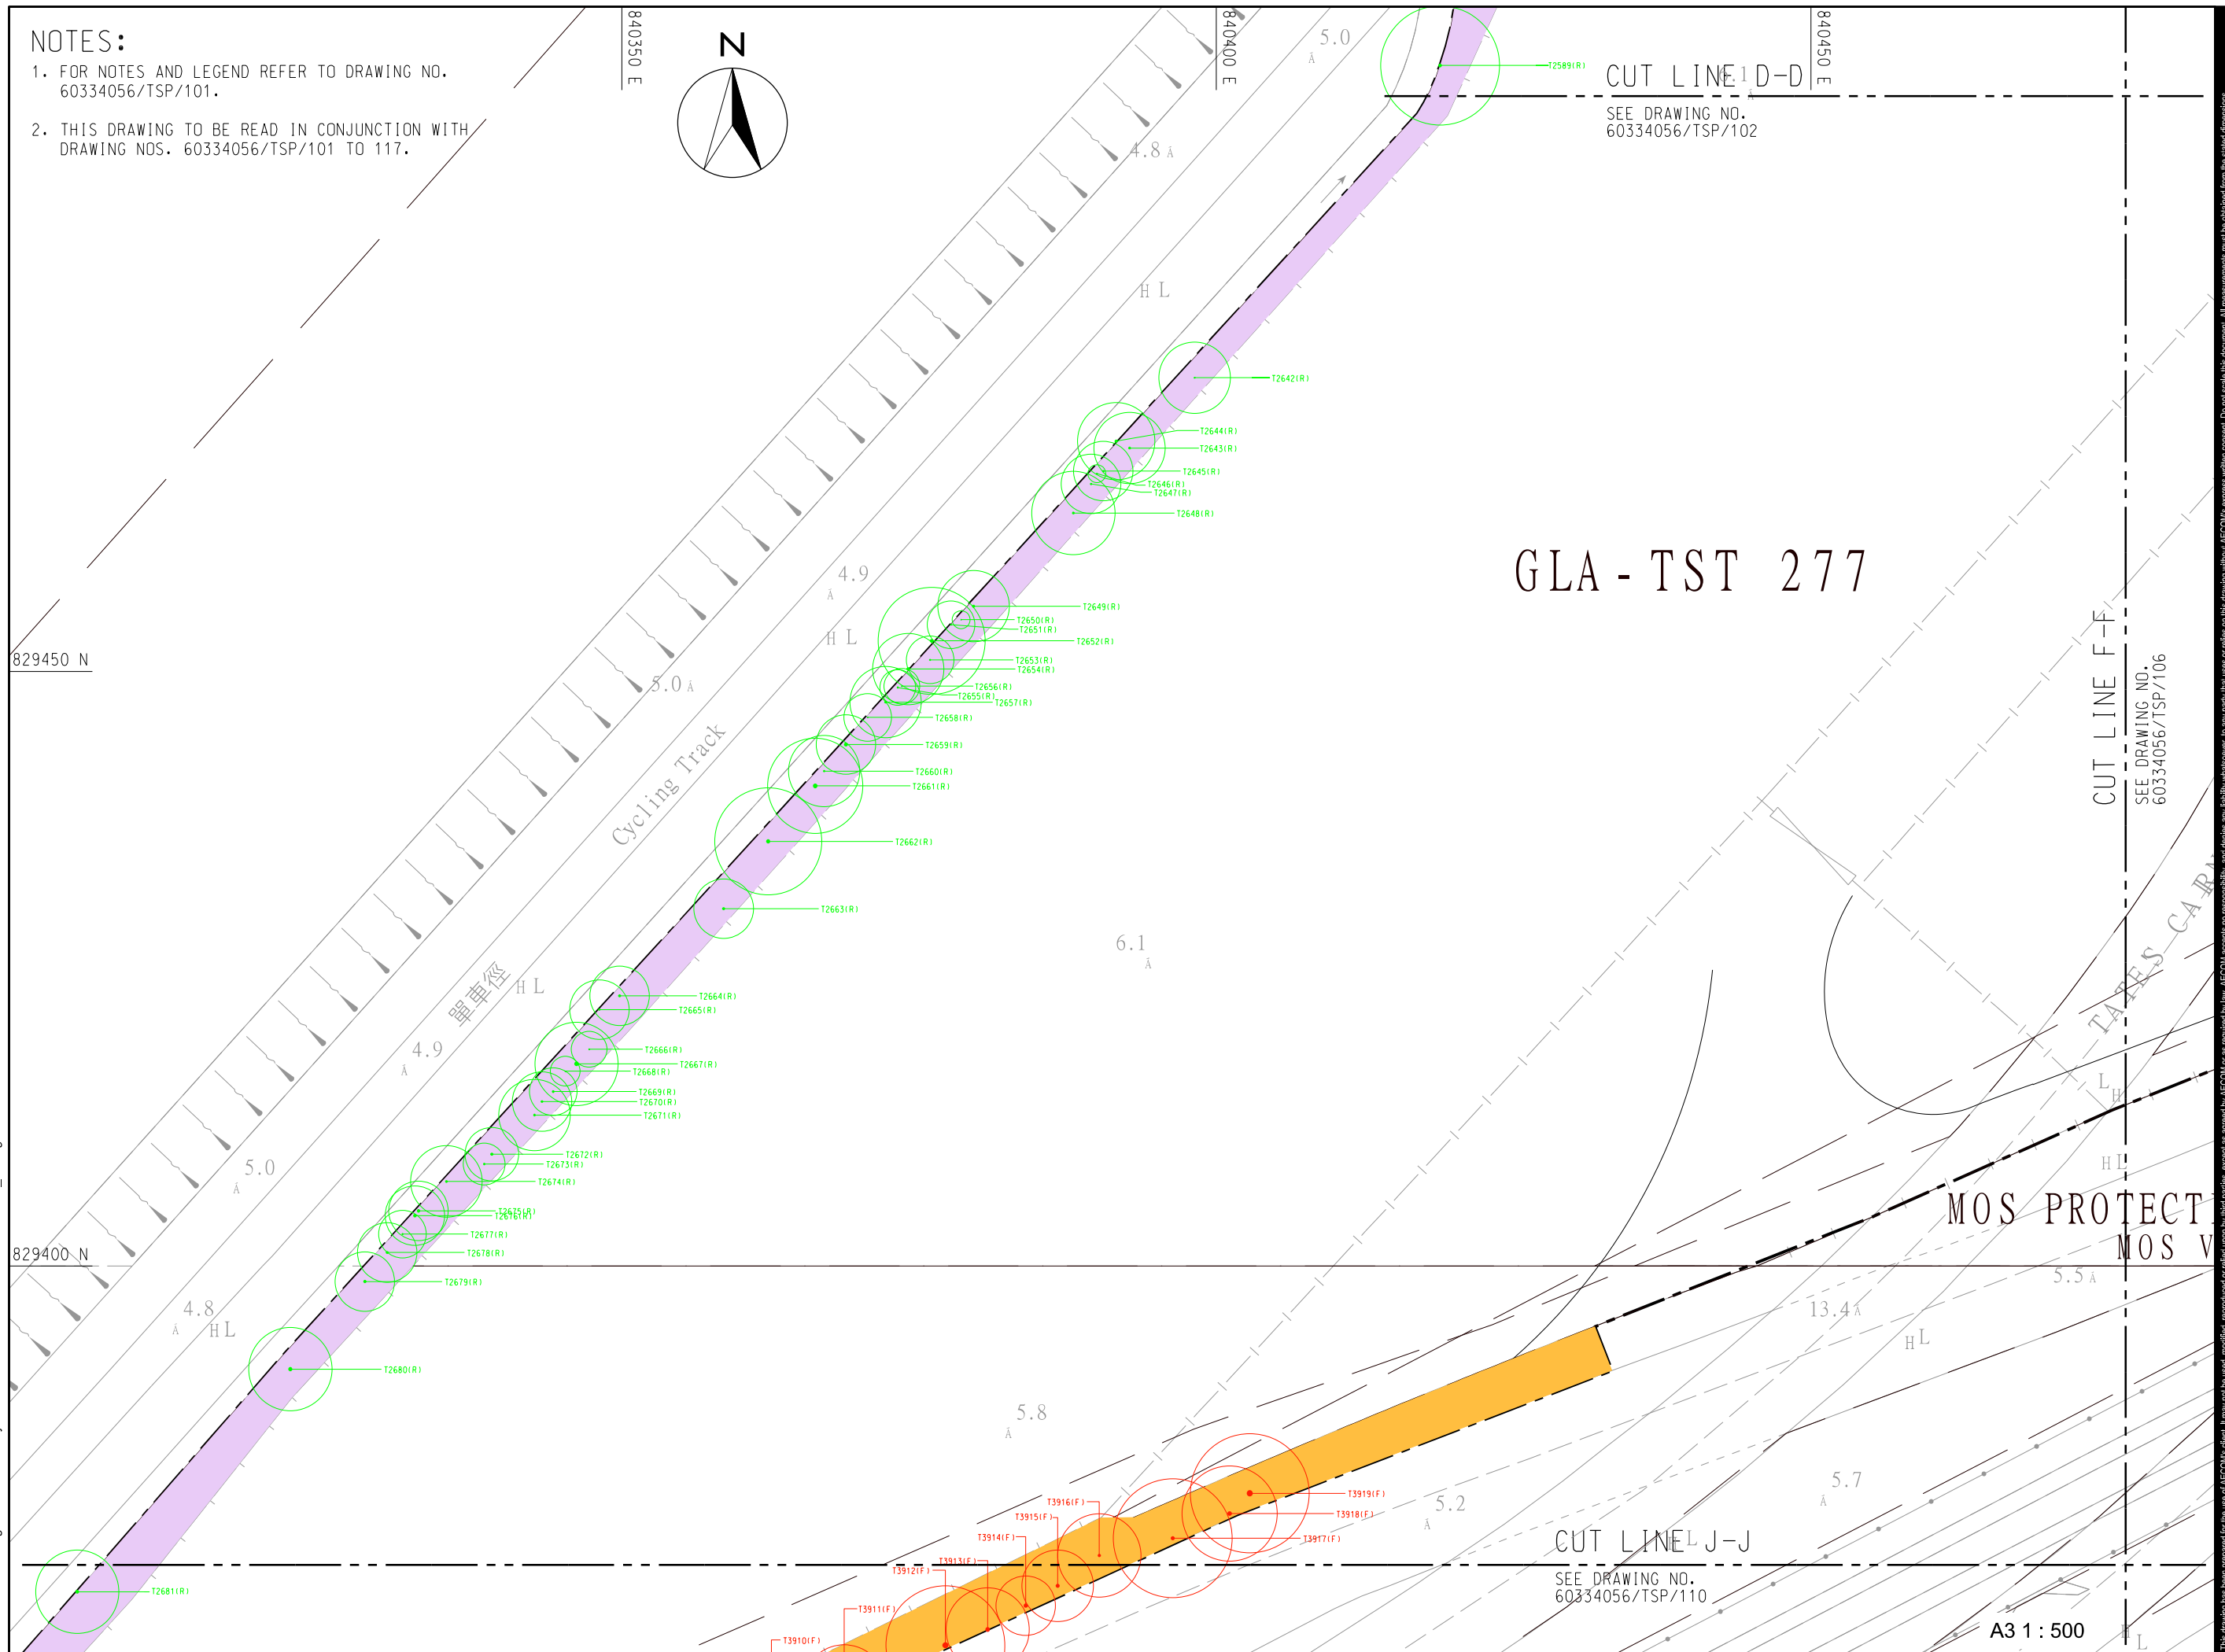 NOTES:
1. FOR NOTES AND LEGEND REFER TO DRAWING NO.
60334056/TSP/101.
2. THIS DRAWING TO BE READ IN CONJUNCTION WITH
DRAWING NOS. 60334056/TSP/101 TO 117.
840350 E
N
840400 E
5.0
T2589(R)
840450 E
CUT LINE D-D
6.1
SEE DRAWING NO.
60334056/TSP/102
4.8
HL
T2642(R)
T2644(R)
T2643(R)
T2645(R)
T2646(R)
T2647(R)
T2648(R)
GLA-TST 277
4.9
HL
T2649(R)
T2650(R)
T2651(R)
T2652(R)
T2653(R)
T2654(R)
T2656(R)
T2655(R)
T2657(R)
T2658(R)
829450 N
5.0
CUT LINE F-F
SEE DRAWING NO.
60334056/TSP/106
Cycling Track
T2659(R)
T2660(R)
T2661(R)
T2662(R)
T2663(R)
6.1
單車徑
HL
T2664(R)
T2665(R)
TATES CAIRN
4.9
T2666(R)
T2667(R)
T2668(R)
T2669(R)
T2670(R)
T2671(R)
LH
5.0
T2672(R)
T2673(R)
T2674(R)
HL
T2675(R)
T2676(R)
T2677(R)
T2678(R)
MOS PROTECT
MOS V
829400 N
T2679(R)
5.5
4.8
HL
13.4
HL
T2680(R)
5.8
5.7
5.2
T3919(F)
T3918(F)
T3917(F)
T3916(F)
T3915(F)
T3914(F)
T3913(F)
T3912(F)
T3911(F)
T3910(F)
CUT LINE J-J
HL
SEE DRAWING NO.
60334056/TSP/110
T2681(R)
A3 1 : 500
HL